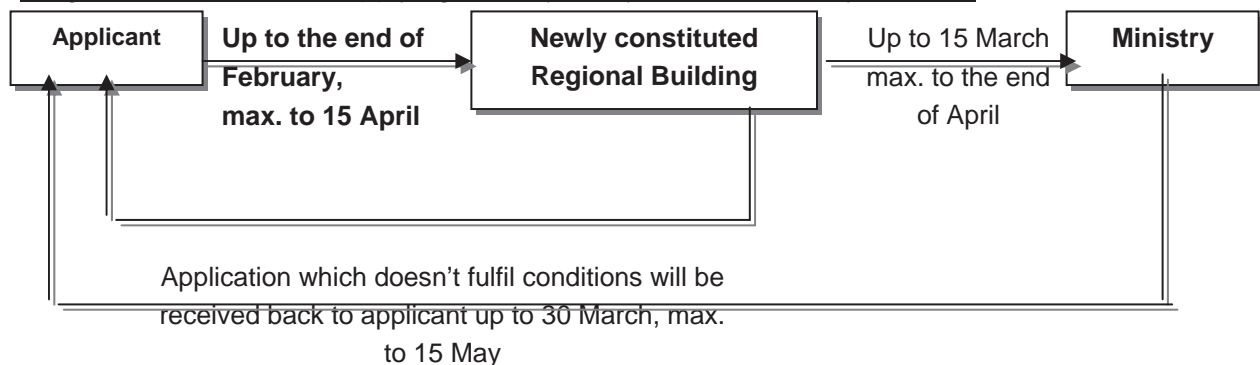 Applicant
Up to the end of
February,
max. to 15 April
Newly constituted
Regional Building
Up to 15 March
max. to the end
of April
Ministry
Application which doesn't fulfil conditions will be
received back to applicant up to 30 March, max.
to 15 May